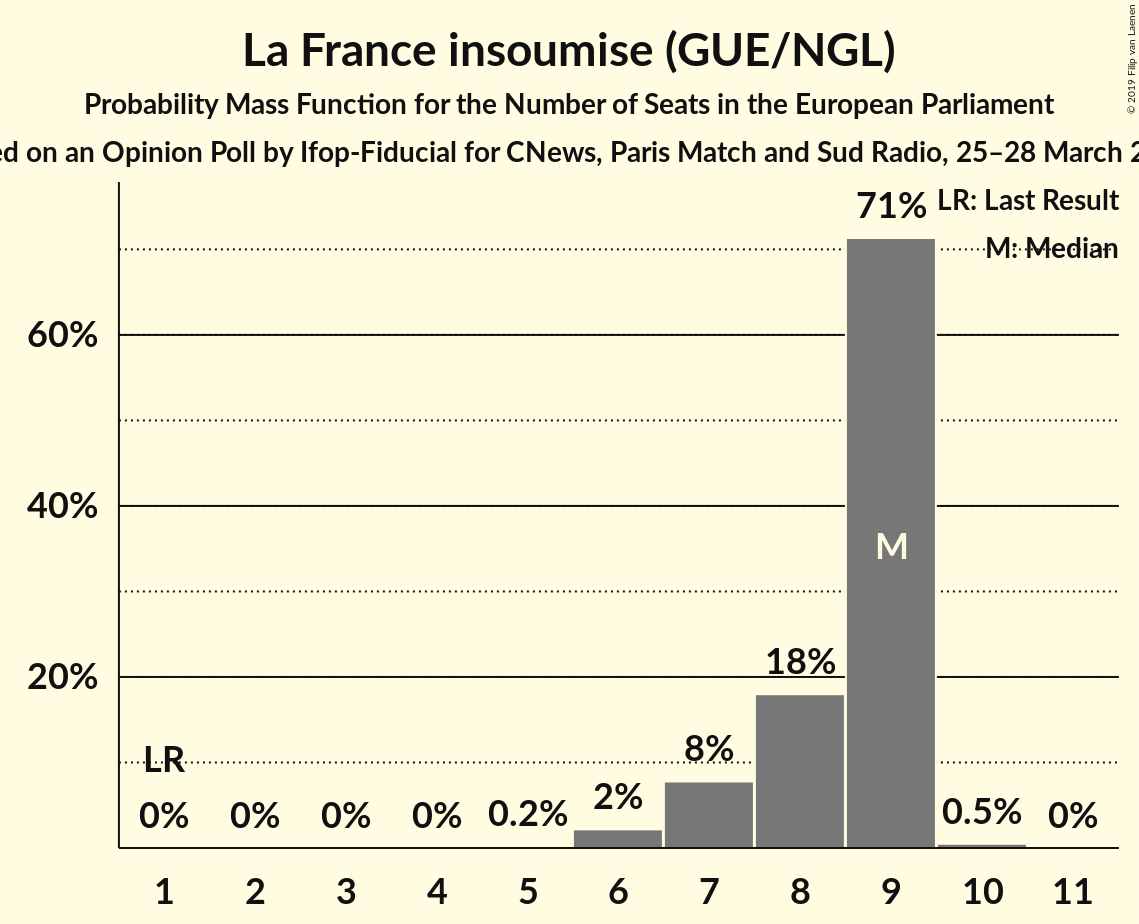 La France insoumise (GUE/NGL)
Probability Mass Function for the Number of Seats in the European Parliament
on an Opinion Poll by Ifop-Fiducial for CNews, Paris Match and Sud Radio, 25–28 March
© 2019 Filip van Laenen
LR: Last Result
M: Median
71%
60%
40%
M
20%
18%
8%
LR
2%
0% 0% 0% 0% 0.2% 0.5% 0%
1 2 3 4 5 6 7 8 9 10 11